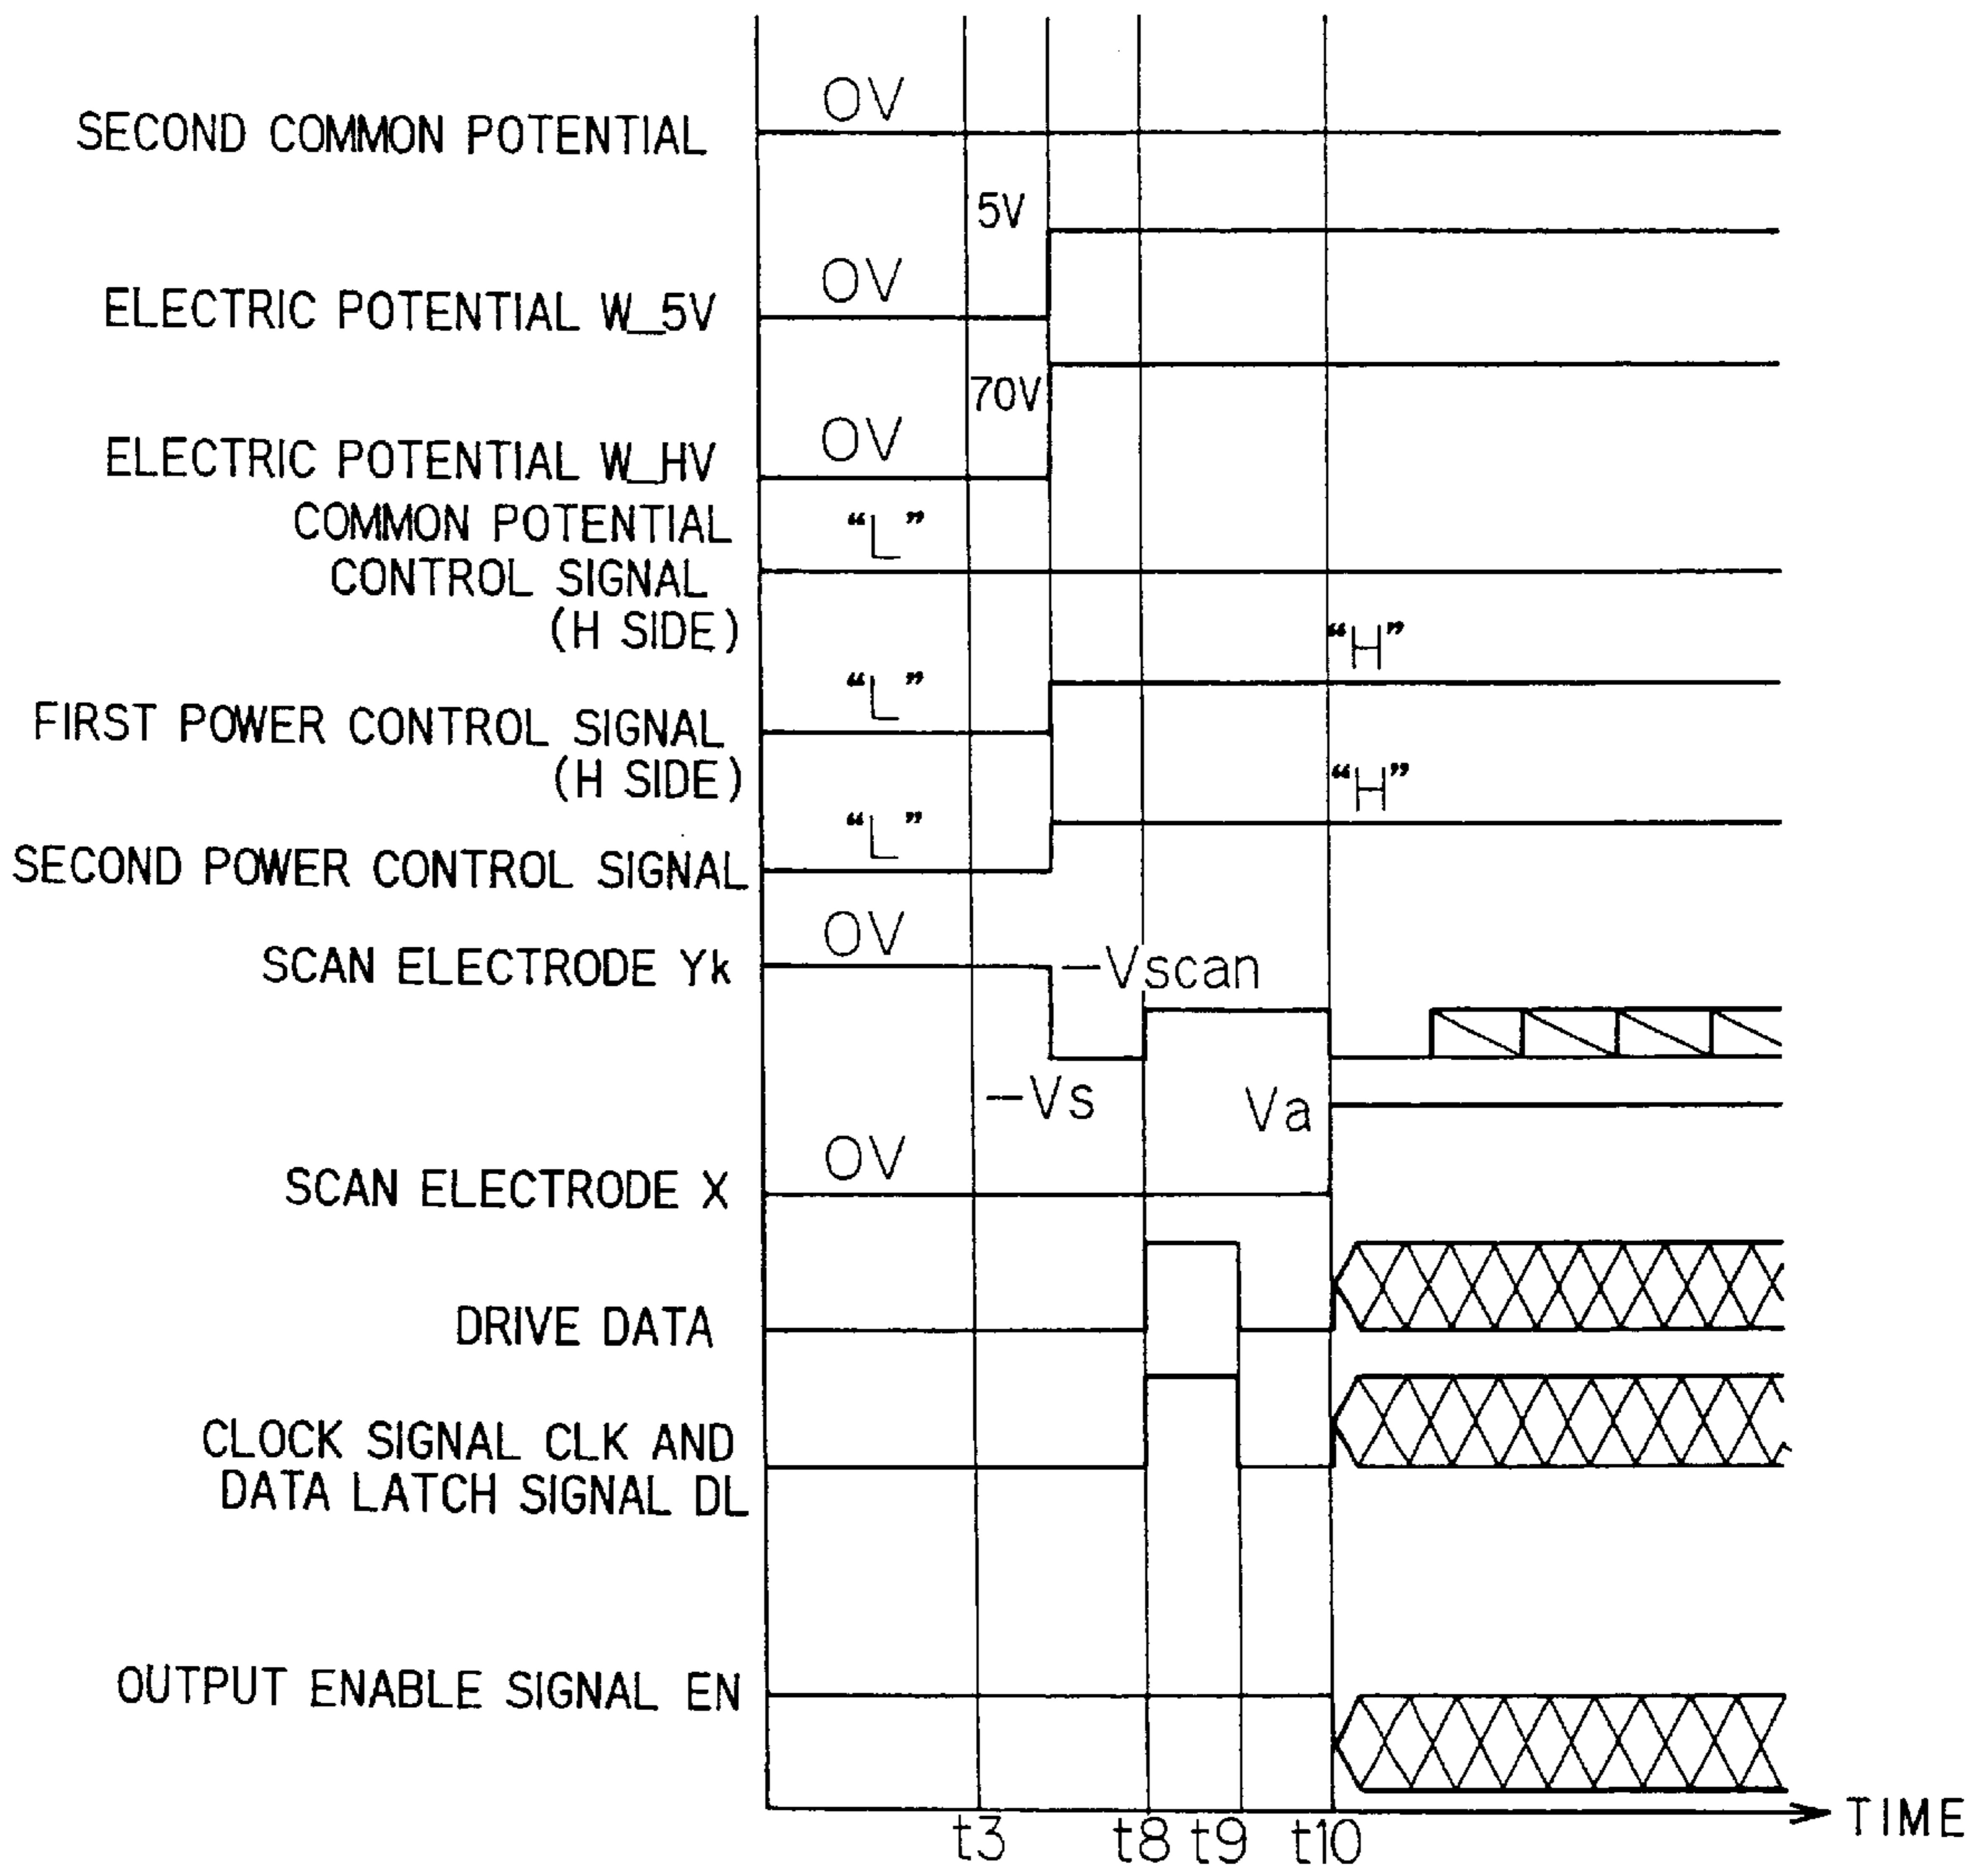 0V
SECOND COMMON POTENTIAL
5V
0V
ELECTRIC POTENTIAL W_5V
70V
0V
ELECTRIC POTENTIAL W_HV
COMMON POTENTIAL
CONTROL SIGNAL
(H SIDE)
“L”
“H”
“L”
FIRST POWER CONTROL SIGNAL
(H SIDE)
“H”
“L”
SECOND POWER CONTROL SIGNAL
0V
SCAN ELECTRODE Yk
−Vscan
−Vs
Va
0V
SCAN ELECTRODE X
DRIVE DATA
CLOCK SIGNAL CLK AND
DATA LATCH SIGNAL DL
OUTPUT ENABLE SIGNAL EN
t3 t8 t9 t10
TIME